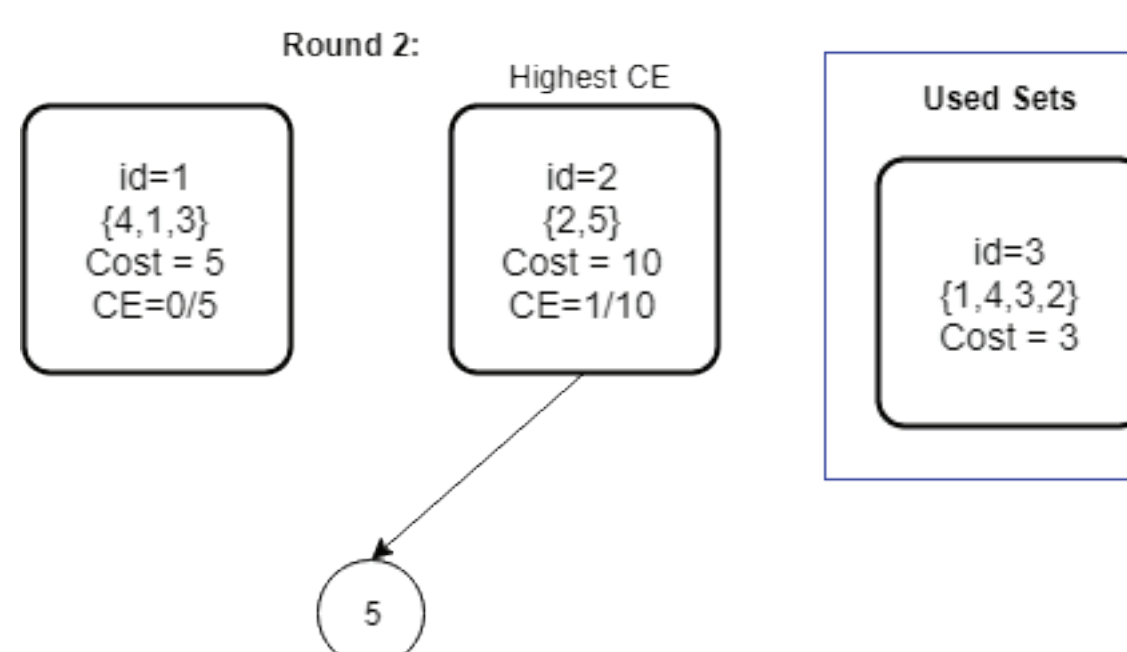 Round 2:
Highest CE
id=1
{4,1,3}
Cost = 5
CE=0/5
id=2
{2,5}
Cost = 10
CE=1/10
Used Sets
id=3
{1,4,3,2}
Cost = 3
5